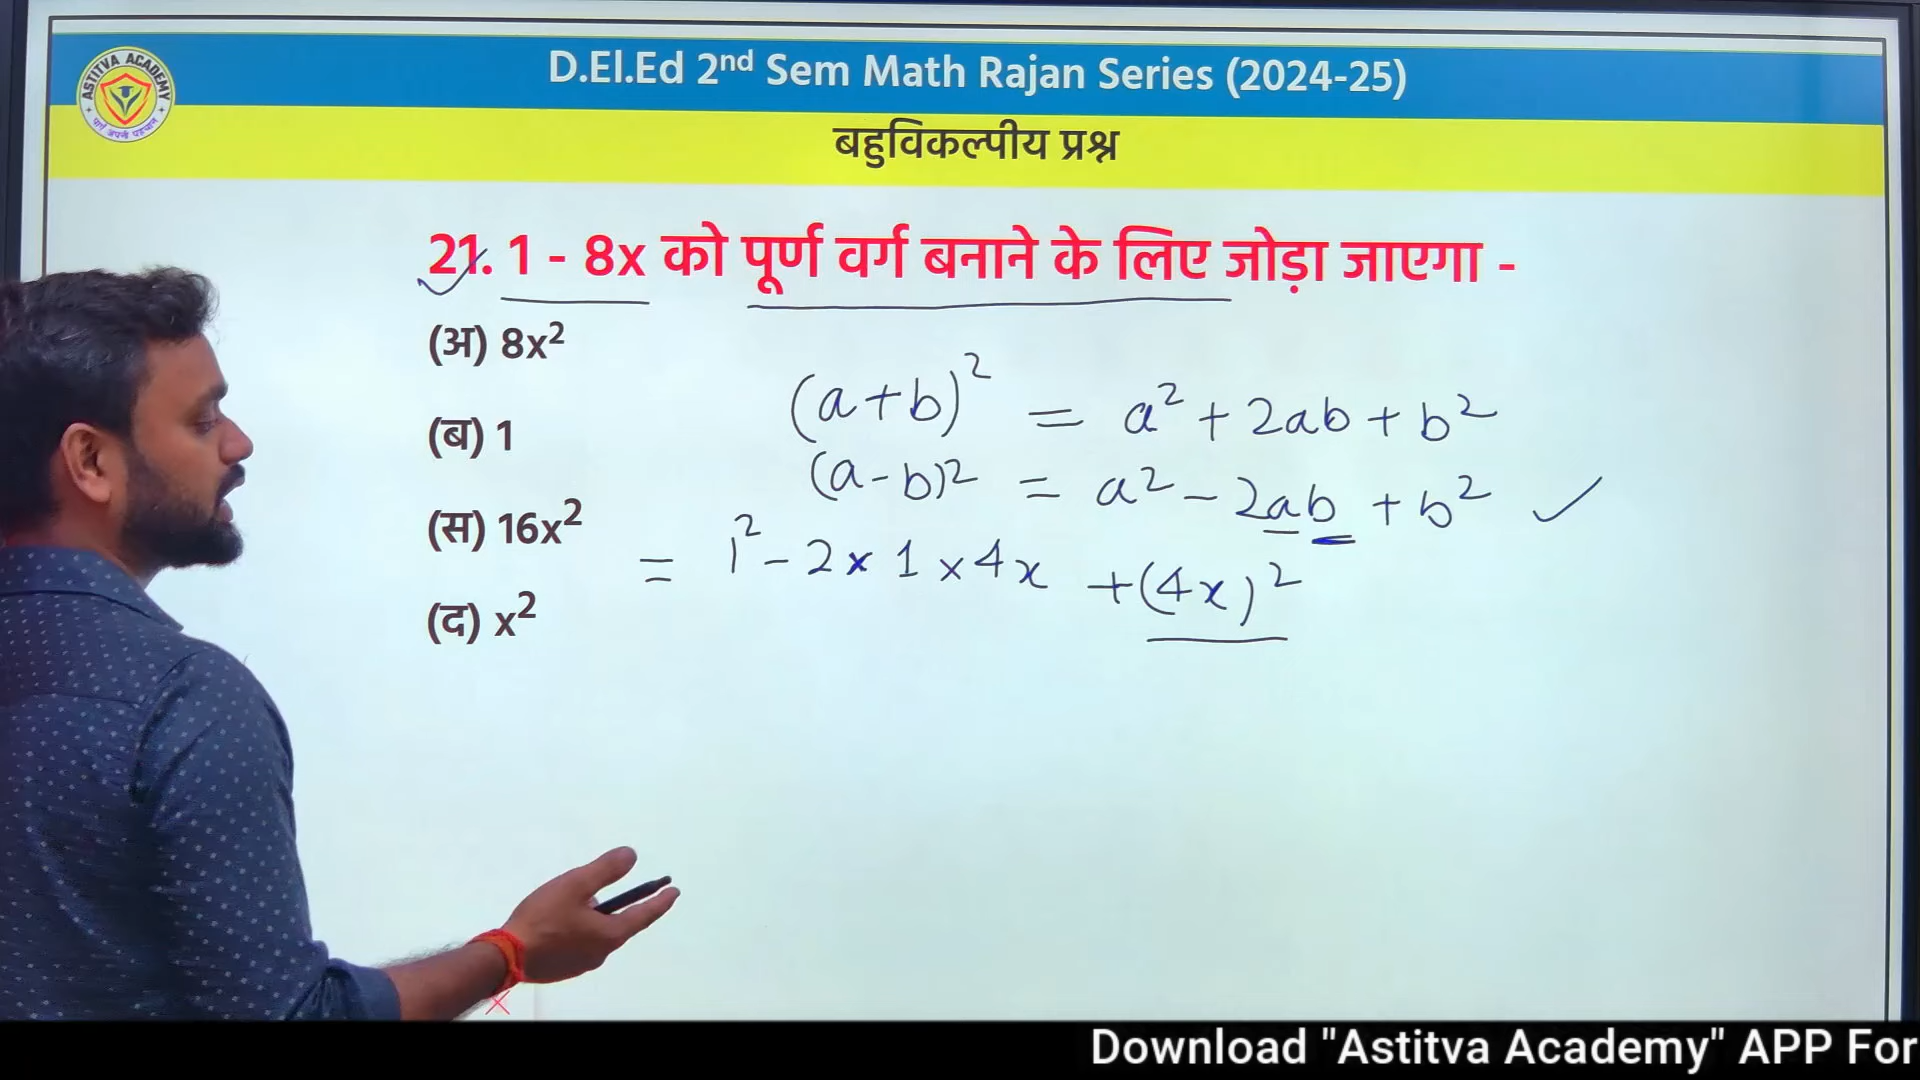 ASTITVA ACADEMY
D.El.Ed 2nd Sem Math Rajan Series (2024-25)
बहुविकल्पीय प्रश्न
21. 1 - 8x को पूर्ण वर्ग बनाने के लिए जोड़ा जाएगा -
(अ) 8x²
(ब) 1
(स) 16x²
(द) x²
(a+b)² = a² + 2ab + b²
(a-b)² = a² - 2ab + b² ✓
= 1² - 2 × 1 × 4x + (4x)²
Download "Astitva Academy" APP For